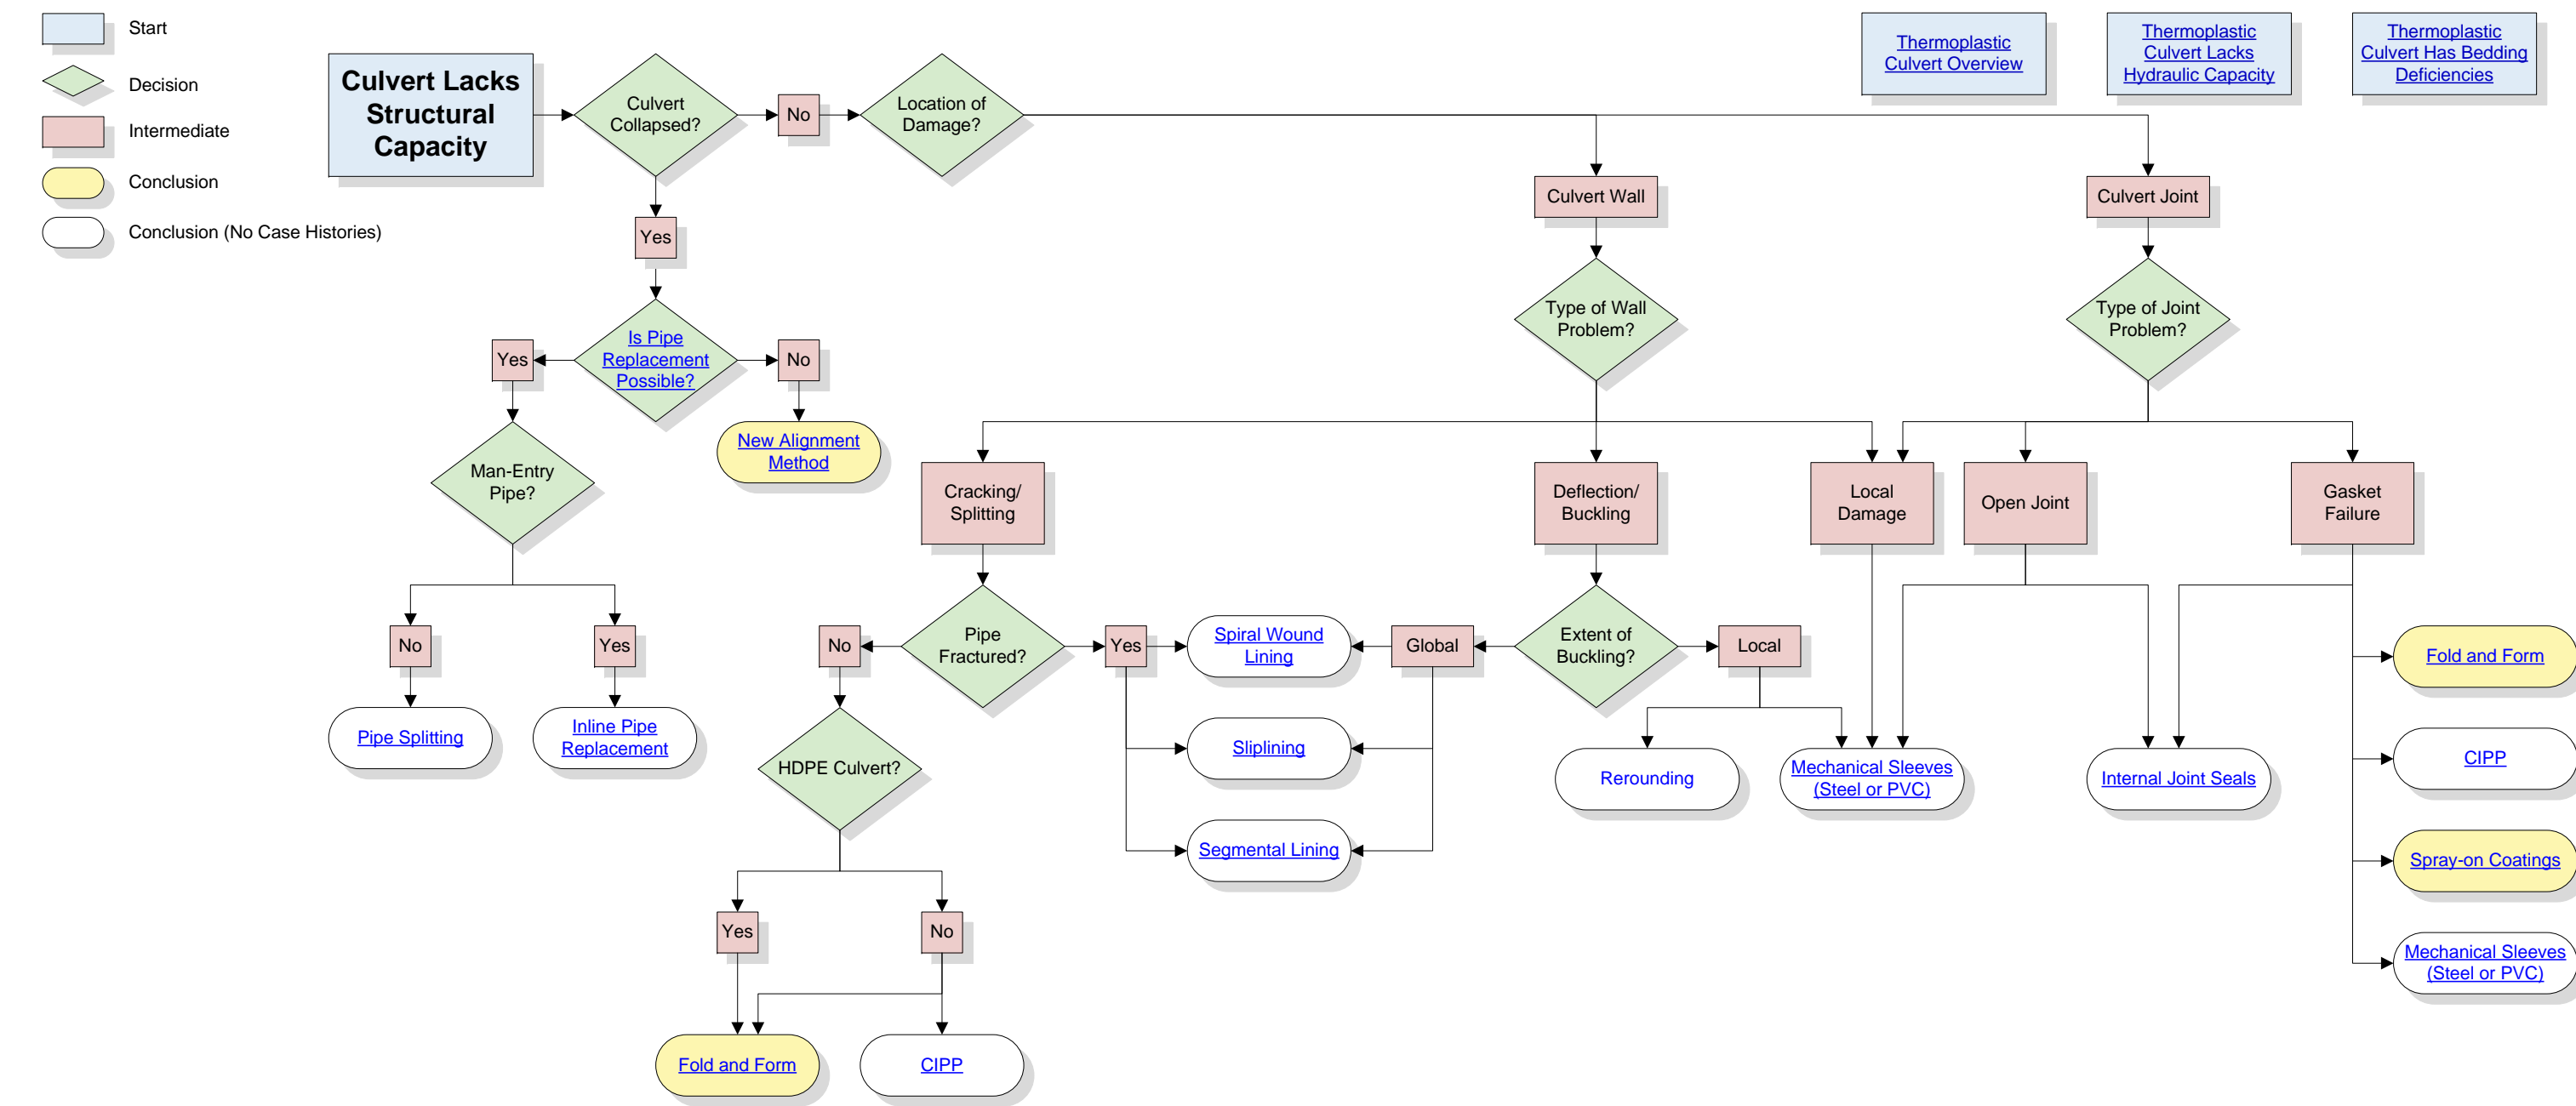 Start
Decision
Intermediate
Conclusion
Conclusion (No Case Histories)
Thermoplastic
Culvert Overview
Thermoplastic
Culvert Lacks
Hydraulic Capacity
Thermoplastic
Culvert Has Bedding
Deficiencies
Culvert Lacks
Structural
Capacity
Culvert
Collapsed?
No
Location of
Damage?
Yes
Culvert Wall
Culvert Joint
Is Pipe
Replacement
Possible?
Yes
No
Type of Wall
Problem?
Type of Joint
Problem?
New Alignment
Method
Man-Entry
Pipe?
Cracking/
Splitting
Deflection/
Buckling
Local
Damage
Open Joint
Gasket
Failure
No
Yes
No
Pipe
Fractured?
Yes
Spiral Wound
Lining
Global
Extent of
Buckling?
Local
Fold and Form
Pipe Splitting
Inline Pipe
Replacement
HDPE Culvert?
Sliplining
Rerounding
Mechanical Sleeves
(Steel or PVC)
Internal Joint Seals
CIPP
Segmental Lining
Spray-on Coatings
Yes
No
Mechanical Sleeves
(Steel or PVC)
Fold and Form
CIPP